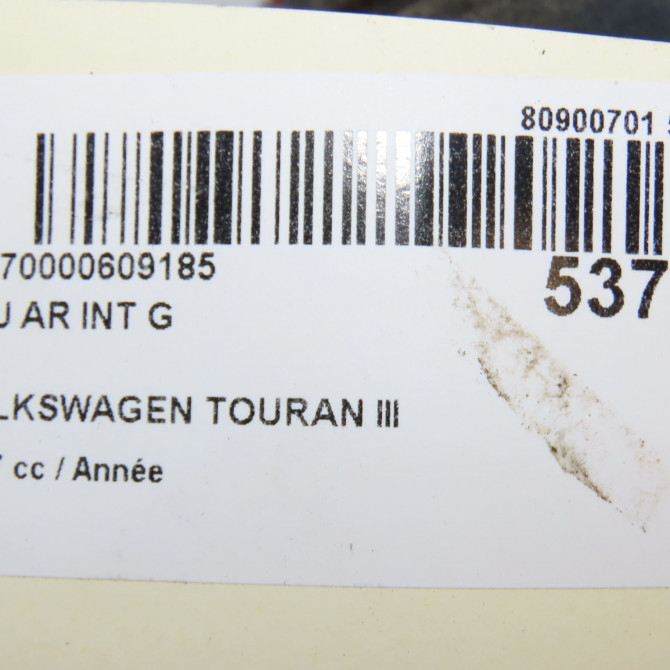 80900701
70000609185
537
AR INT G
LKSWAGEN TOURAN III
cc / Année